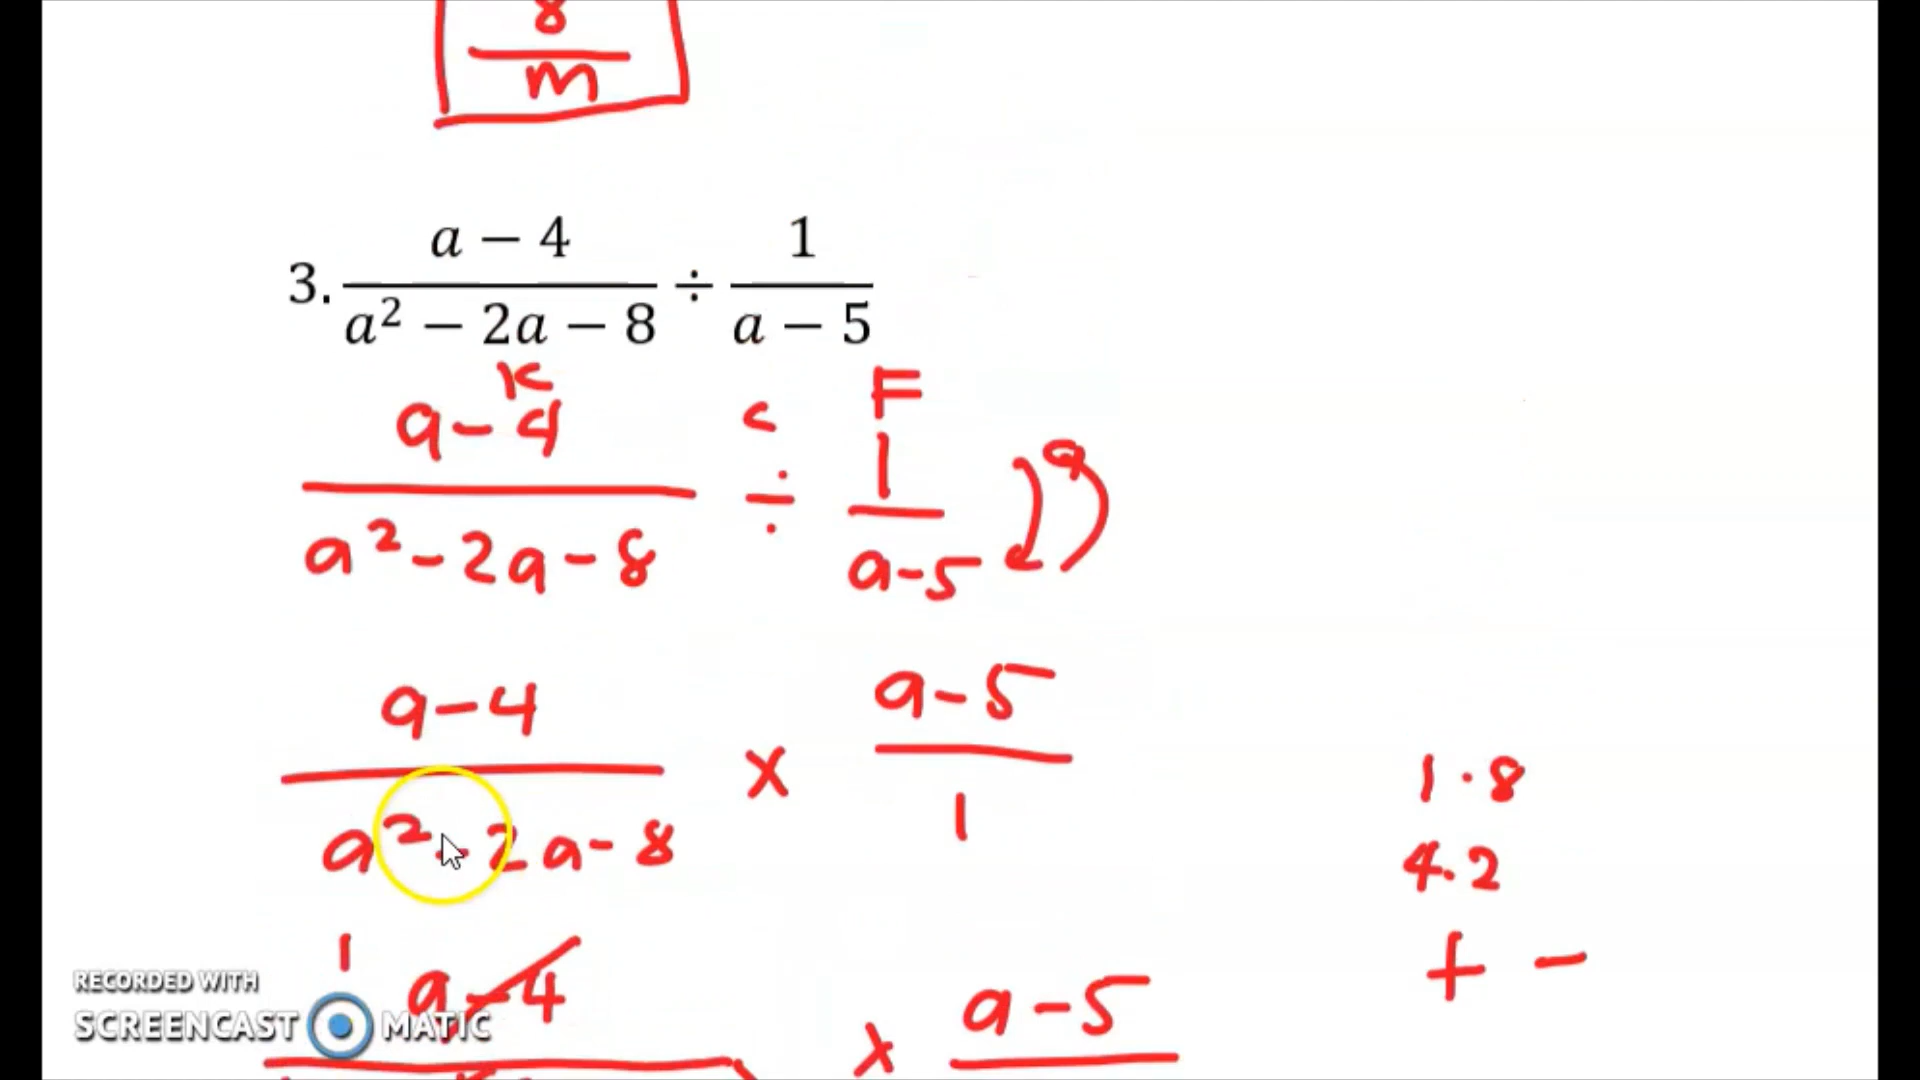 8
m
3. a − 4 / a² − 2a − 8 ÷ 1 / a − 5
K C F
a-4 / a²-2a-8 ÷ 1 / a-5
a-4 / a²-2a-8 x a-5 / 1
1·8
4.2
+ -
1
a-4 x a-5
RECORDED WITH
SCREENCAST MATIC